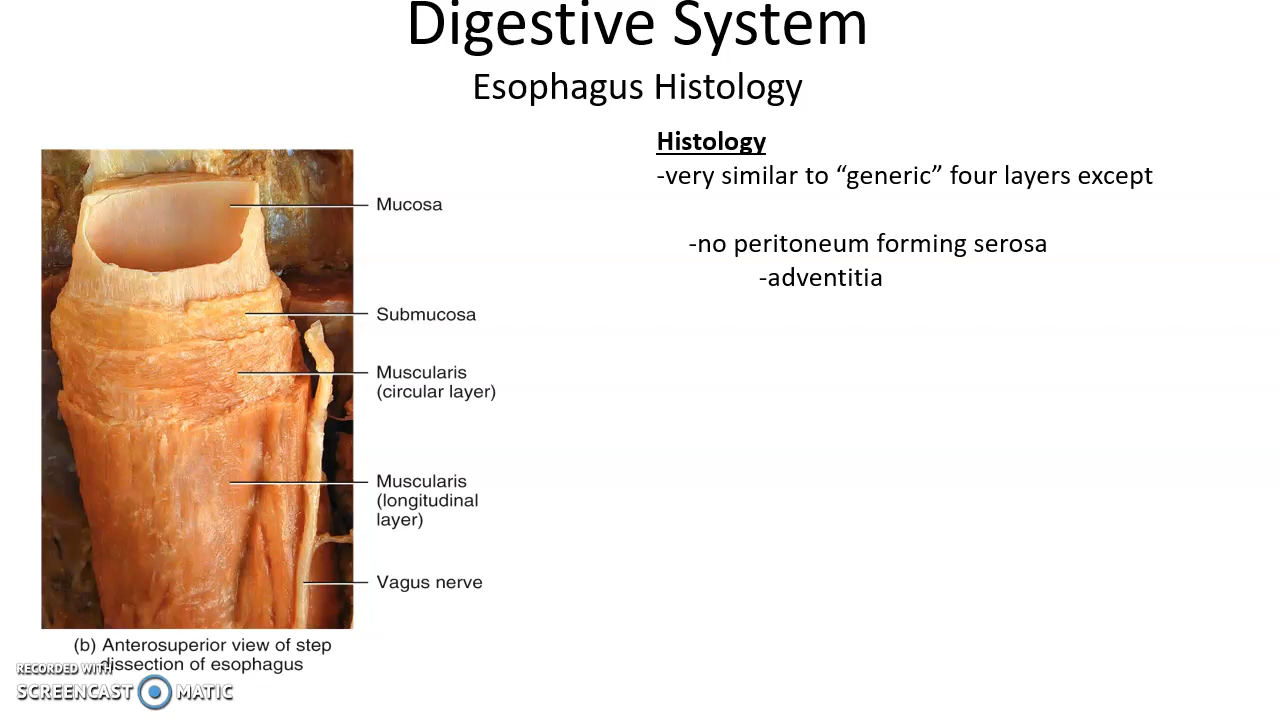 Digestive System
Esophagus Histology
Histology
-very similar to “generic” four layers except
-no peritoneum forming serosa
-adventitia
Mucosa
Submucosa
Muscularis
(circular layer)
Muscularis
(longitudinal
layer)
Vagus nerve
(b) Anterosuperior view of step
dissection of esophagus
RECORDED WITH
SCREENCAST MATIC